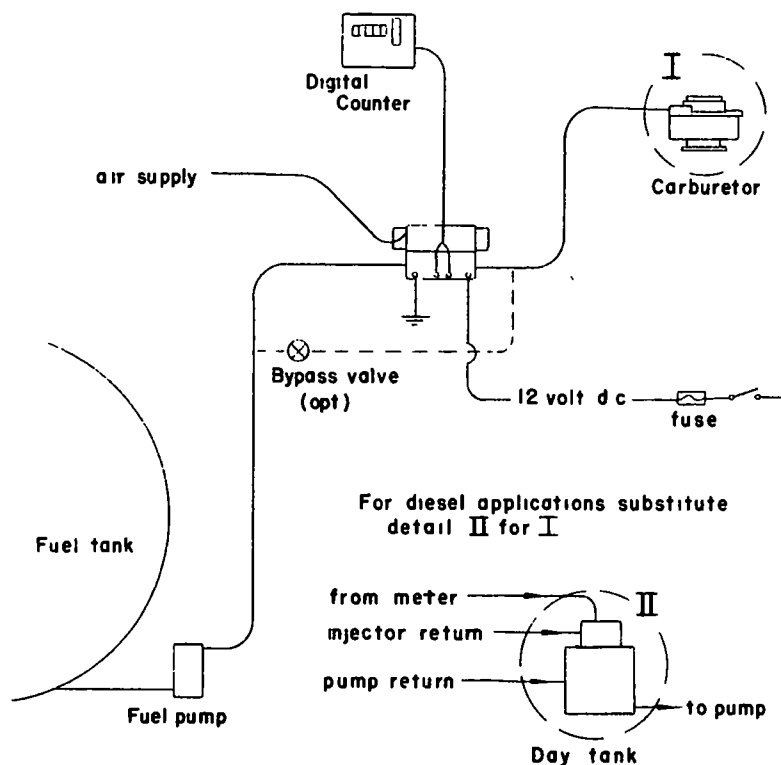 Digital
Counter
I
air supply
Carburetor
Bypass valve
(opt)
12 volt d c
fuse
For diesel applications substitute
detail II for I
Fuel tank
from meter
II
injector return
pump return
to pump
Fuel pump
Day tank